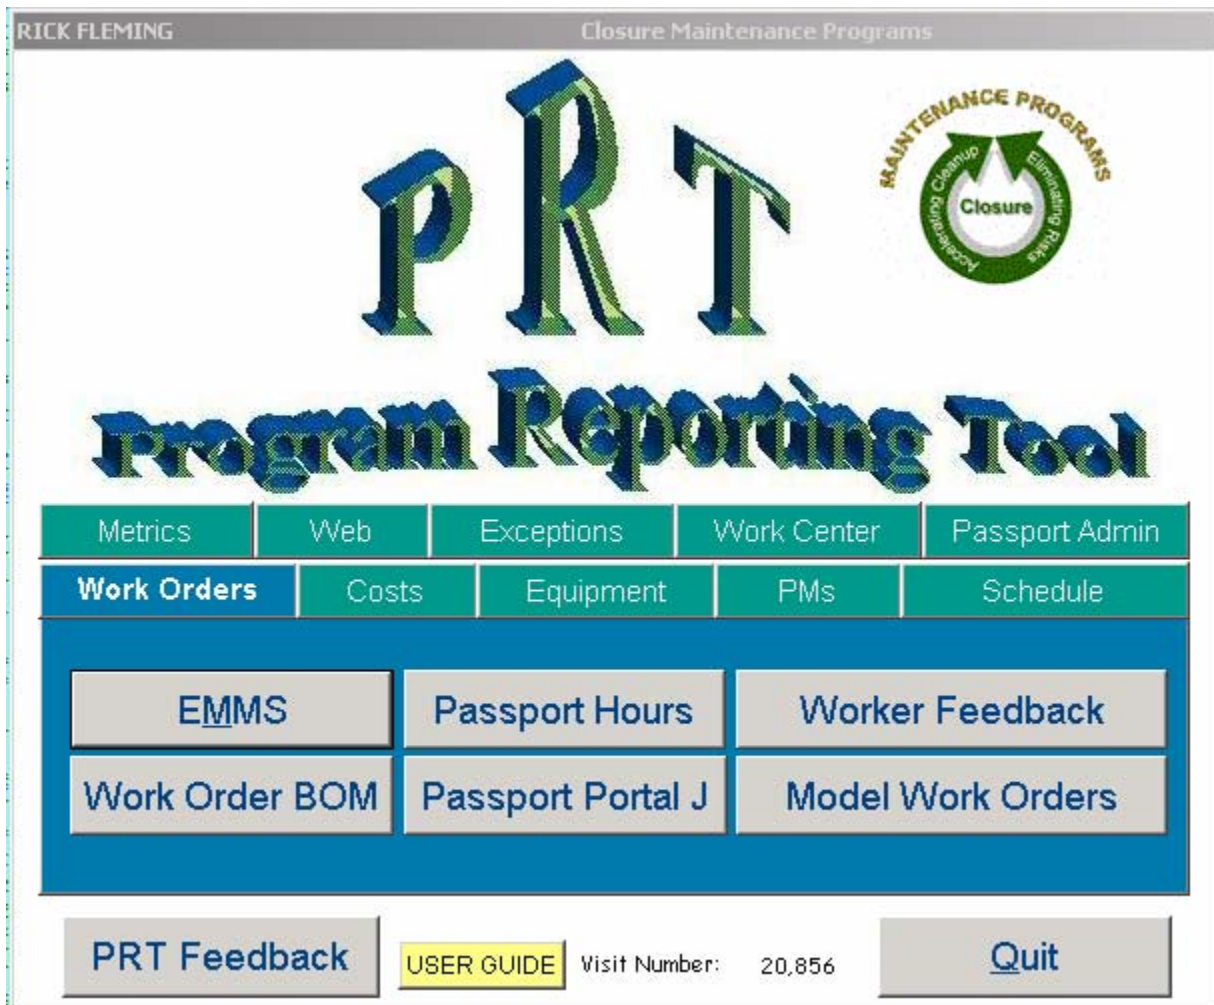 RICK FLEMING Closure Maintenance Programs
PRT
MAINTENANCE PROGRAMS
Accelerating Cleanup
Eliminating Risks
Closure
Program Reporting Tool
Metrics Web Exceptions Work Center Passport Admin
Work Orders Costs Equipment PMs Schedule
EMMS Passport Hours Worker Feedback
Work Order BOM Passport Portal J Model Work Orders
PRT Feedback USER GUIDE Visit Number: 20,856 Quit